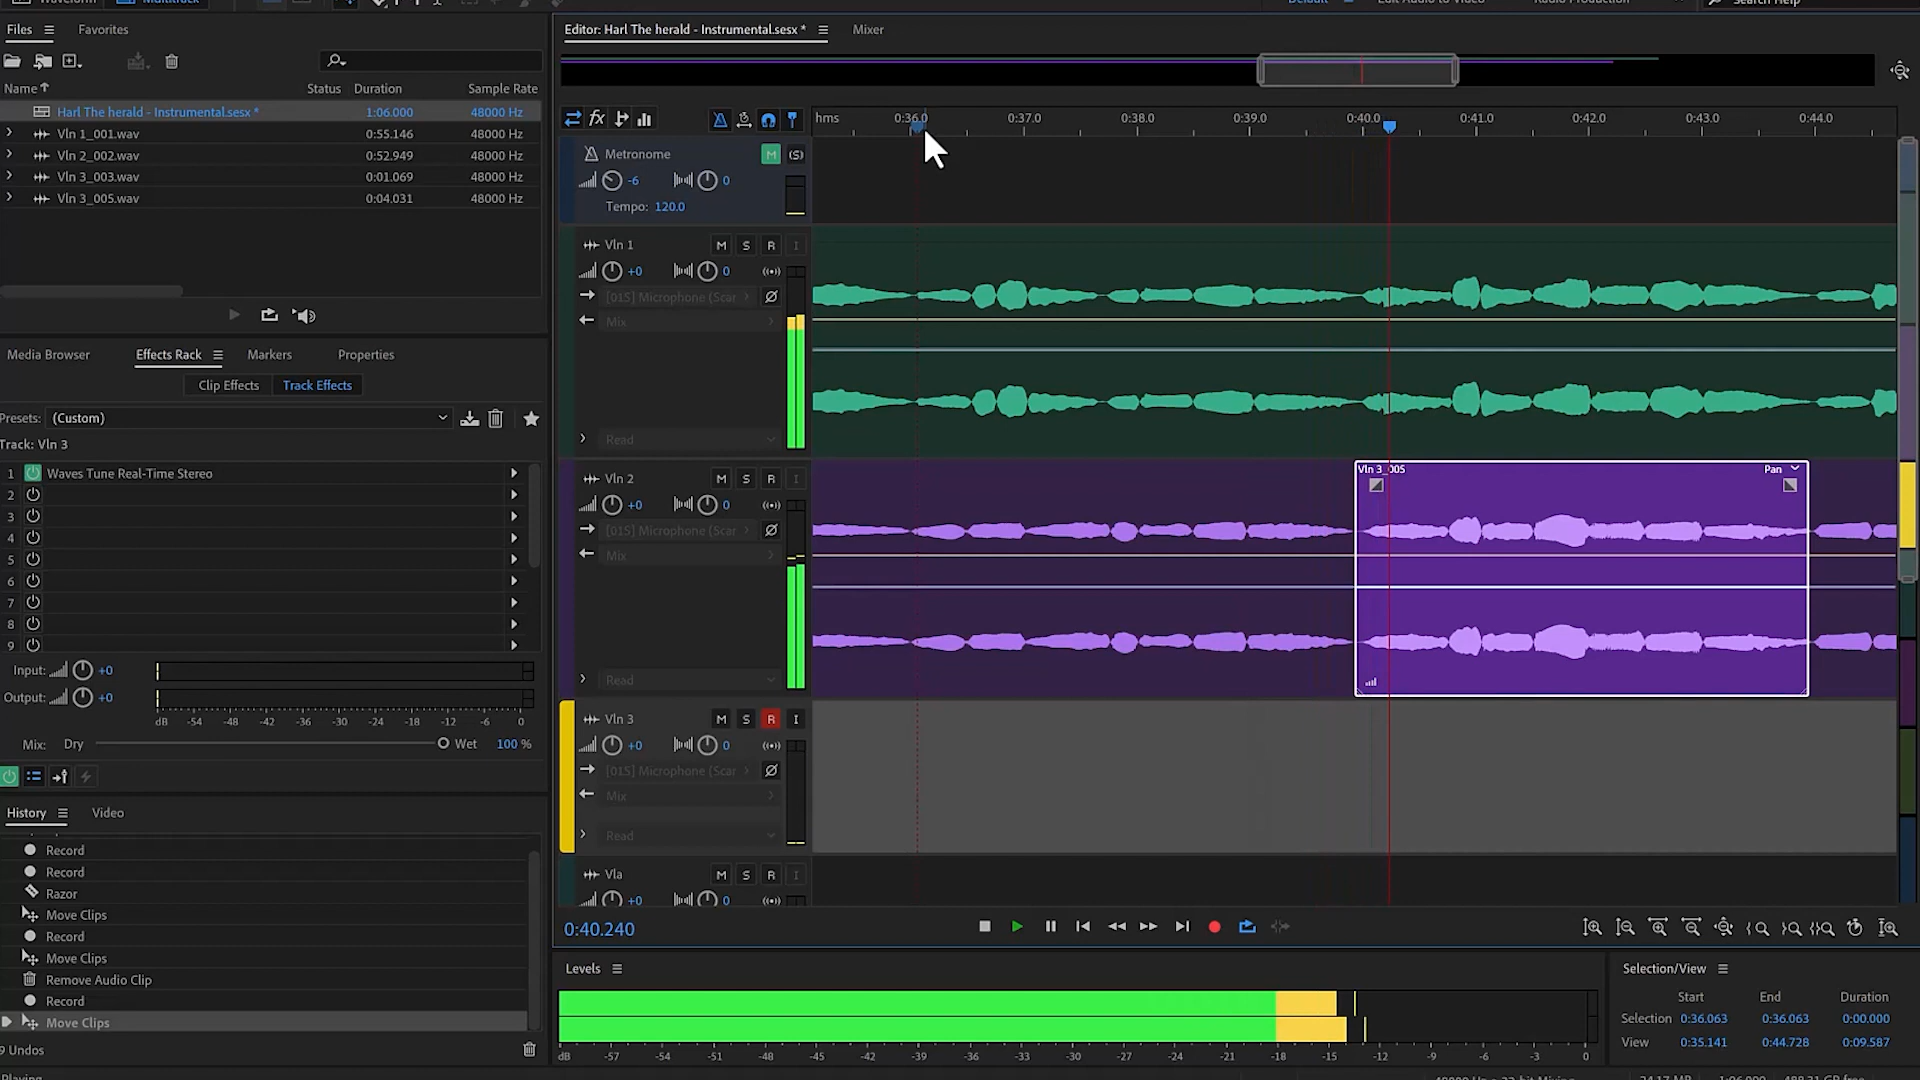 Waveform Multitrack
Default Edit Audio to Video Radio Production Search Help
Files Favorites
Editor: Harl The herald - Instrumental.sesx * Mixer
Name Status Duration Sample Rate
Harl The herald - Instrumental.sesx * 1:06.000 48000 Hz
Vln 1_001.wav 0:55.146 48000 Hz
Vln 2_002.wav 0:52.949 48000 Hz
Vln 3_003.wav 0:01.069 48000 Hz
Vln 3_005.wav 0:04.031 48000 Hz
fx
hms 0:36.0 0:37.0 0:38.0 0:39.0 0:40.0 0:41.0 0:42.0 0:43.0 0:44.0
Metronome M (S)
-6 0
Tempo: 120.0
Vln 1 M S R I
+0 0
[01S] Microphone (Scar
Mix
Read
Vln 2 M S R I
+0 0
[01S] Microphone (Scar
Mix
Read
Vln 3_005 Pan
Vln 3 M S R I
+0 0
[01S] Microphone (Scar
Mix
Read
Vla M S R I
+0 0
Media Browser Effects Rack Markers Properties
Clip Effects Track Effects
Presets: (Custom)
Track: Vln 3
1 Waves Tune Real-Time Stereo
2
3
4
5
6
7
8
9
Input: +0
Output: +0
dB -54 -48 -42 -36 -30 -24 -18 -12 -6 0
Mix: Dry Wet 100 %
History Video
Record
Record
Razor
Move Clips
Record
Move Clips
Remove Audio Clip
Record
Move Clips
9 Undos
Playing
0:40.240
Levels
dB -57 -54 -51 -48 -45 -42 -39 -36 -33 -30 -27 -24 -21 -18 -15 -12 -9 -6 -3 0
Selection/View
Start End Duration
Selection 0:36.063 0:36.063 0:00.000
View 0:35.141 0:44.728 0:09.587